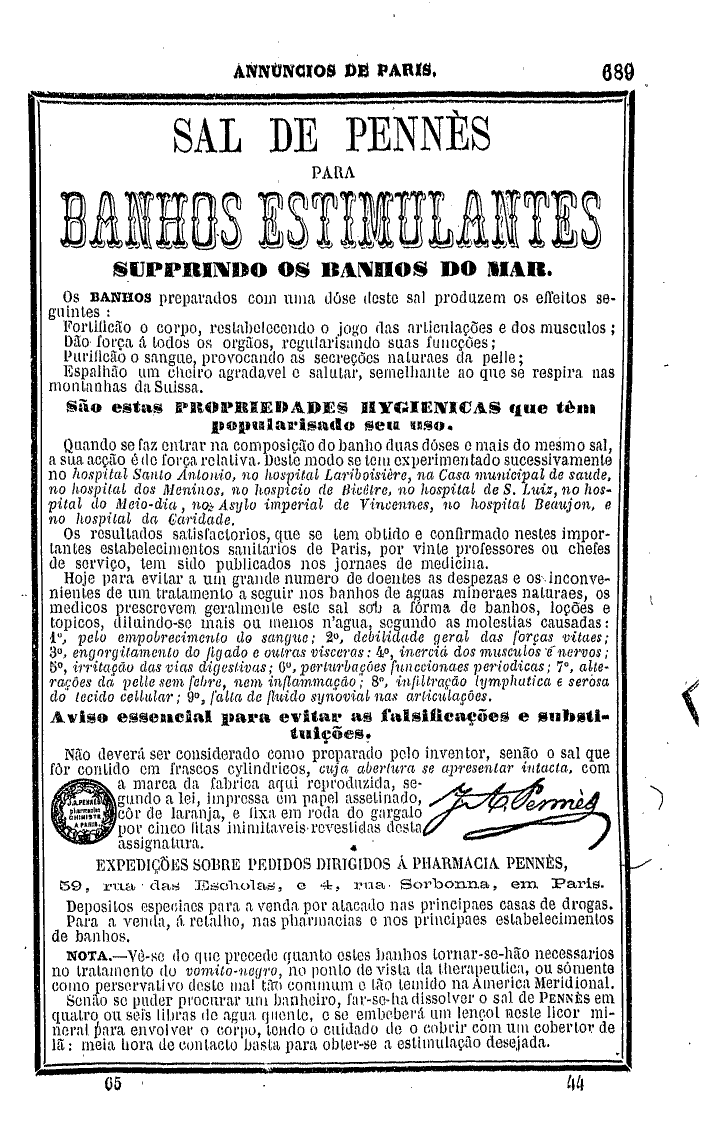 ANNUNCIOS DE PARIS. 689
SAL DE PENNÈS
PARA
BANHOS ESTIMULANTES
SUPPRINDO OS BANHOS DO MAR.
Os BANHOS preparados com uma dóse deste sal produzem os effeitos se-
guintes :
Fortificão o corpo, restabelecendo o jogo das articulações e dos musculos ;
Dão força á todos os orgãos, regularisando suas funcções ;
Purificão o sangue, provocando as secreções naturaes da pelle ;
Espalhão um cheiro agradavel e salutar, semelhante ao que se respira nas
montanhas da Suissa.
São estas PROPRIEDADES HYGIENICAS que têm
popularisado seu uso.
Quando se faz entrar na composição do banho duas dóses e mais do mesmo sal,
a sua acção é de força relativa. Deste modo se tem experimentado sucessivamente
no hospital Santo Antonio, no hospital Lariboisière, na Casa municipal de saude,
no hospital dos Meninos, no hospicio de Bicêtre, no hospital de S. Luiz, no hos-
pital do Meio-dia, no Asylo imperial de Vincennes, no hospital Beaujon, e
no hospital da Caridade.
Os resultados satisfactorios, que se tem obtido e confirmado nestes impor-
tantes estabelecimentos sanitarios de Paris, por vinte professores ou chefes
de serviço, tem sido publicados nos jornaes de medicina.
Hoje para evitar a um grande numero de doentes as despezas e os inconve-
nientes de um tratamento a seguir nos banhos de aguas mineraes naturaes, os
medicos prescrevem geralmente este sal sob a fórma de banhos, loções e
topicos, diluindo-se mais ou menos n'agua, segundo as molestias causadas :
1º, pelo empobrecimento do sangue; 2º, debilidade geral das forças vitaes;
3º, engorgitamento do figado e outras visceras : 4º, inercia dos musculos é nervos;
5º, irritação das vias digestivas; 6º, perturbações funccionaes periodicas; 7º, alte-
rações da pelle sem febre, nem inflammação; 8º, infiltração lymphatica e serosa
do tecido cellular; 9º, falta de fluido synovial nas articulações.
Aviso essencial para evitar as falsificações e substi-
tuições.
Não deverá ser considerado como preparado pelo inventor, senão o sal que
fôr contido em frascos cylindricos, cuja abertura se apresentar intacta, com
a marca da fabrica aqui reproduzida, se-
gundo a lei, impressa em papel assetinado,
côr de laranja, e fixa em roda do gargalo
por cinco fitas inimitaveis revestidas desta
assignatura.
J.A. PENNÈS
pharmacien
CHIMISTE
A PARIS
J A Pennès
EXPEDIÇÕES SOBRE PEDIDOS DIRIGIDOS Á PHARMACIA PENNÈS,
59, rua das Escholas, e 4, rua Sorbonna, em Paris.
Depositos especiaes para a venda por atacado nas principaes casas de drogas.
Para a venda, á retalho, nas pharmacias e nos principaes estabelecimentos
de banhos.
NOTA.—Vê-se do que precede quanto estes banhos tornar-se-hão necessarios
no tratamento do vomito-negro, no ponto de vista da therapeutica, ou sómente
como perservativo deste mal tão commum e tão temido na America Meridional.
Senão se puder procurar um banheiro, far-se-ha dissolver o sal de PENNÈS em
quatro ou seis libras de agua quente, e se embeberá um lençol neste licor mi-
neral para envolver o corpo, tendo o cuidado de o cobrir com um cobertor de
lã : meia hora de contacto basta para obter-se a estimulação desejada.
65 44